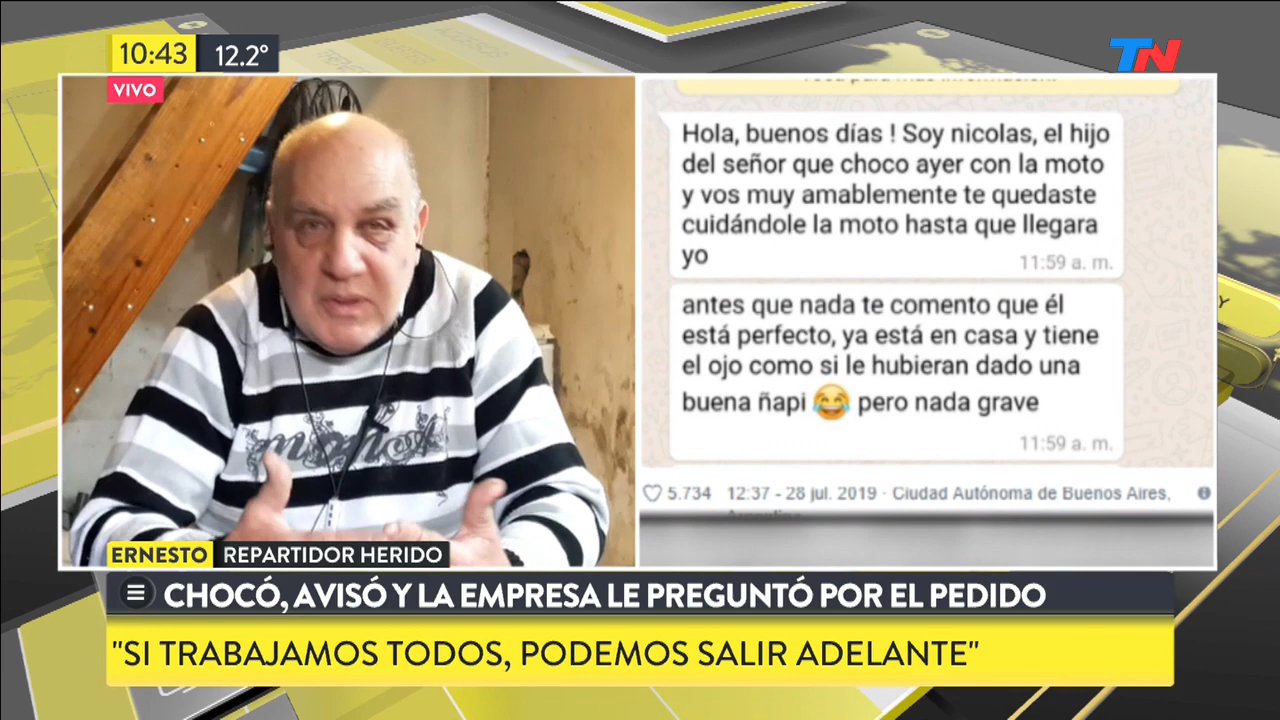 10:43 12.2°
TN
VIVO
Hola, buenos días ! Soy nicolas, el hijo
del señor que choco ayer con la moto
y vos muy amablemente te quedaste
cuidándole la moto hasta que llegara
yo
11:59 a. m.
antes que nada te comento que él
está perfecto, ya está en casa y tiene
el ojo como si le hubieran dado una
buena ñapi 😂 pero nada grave
11:59 a. m.
5.734 12:37 - 28 jul. 2019 · Ciudad Autónoma de Buenos Aires,
ERNESTO REPARTIDOR HERIDO
CHOCÓ, AVISÓ Y LA EMPRESA LE PREGUNTÓ POR EL PEDIDO
"SI TRABAJAMOS TODOS, PODEMOS SALIR ADELANTE"